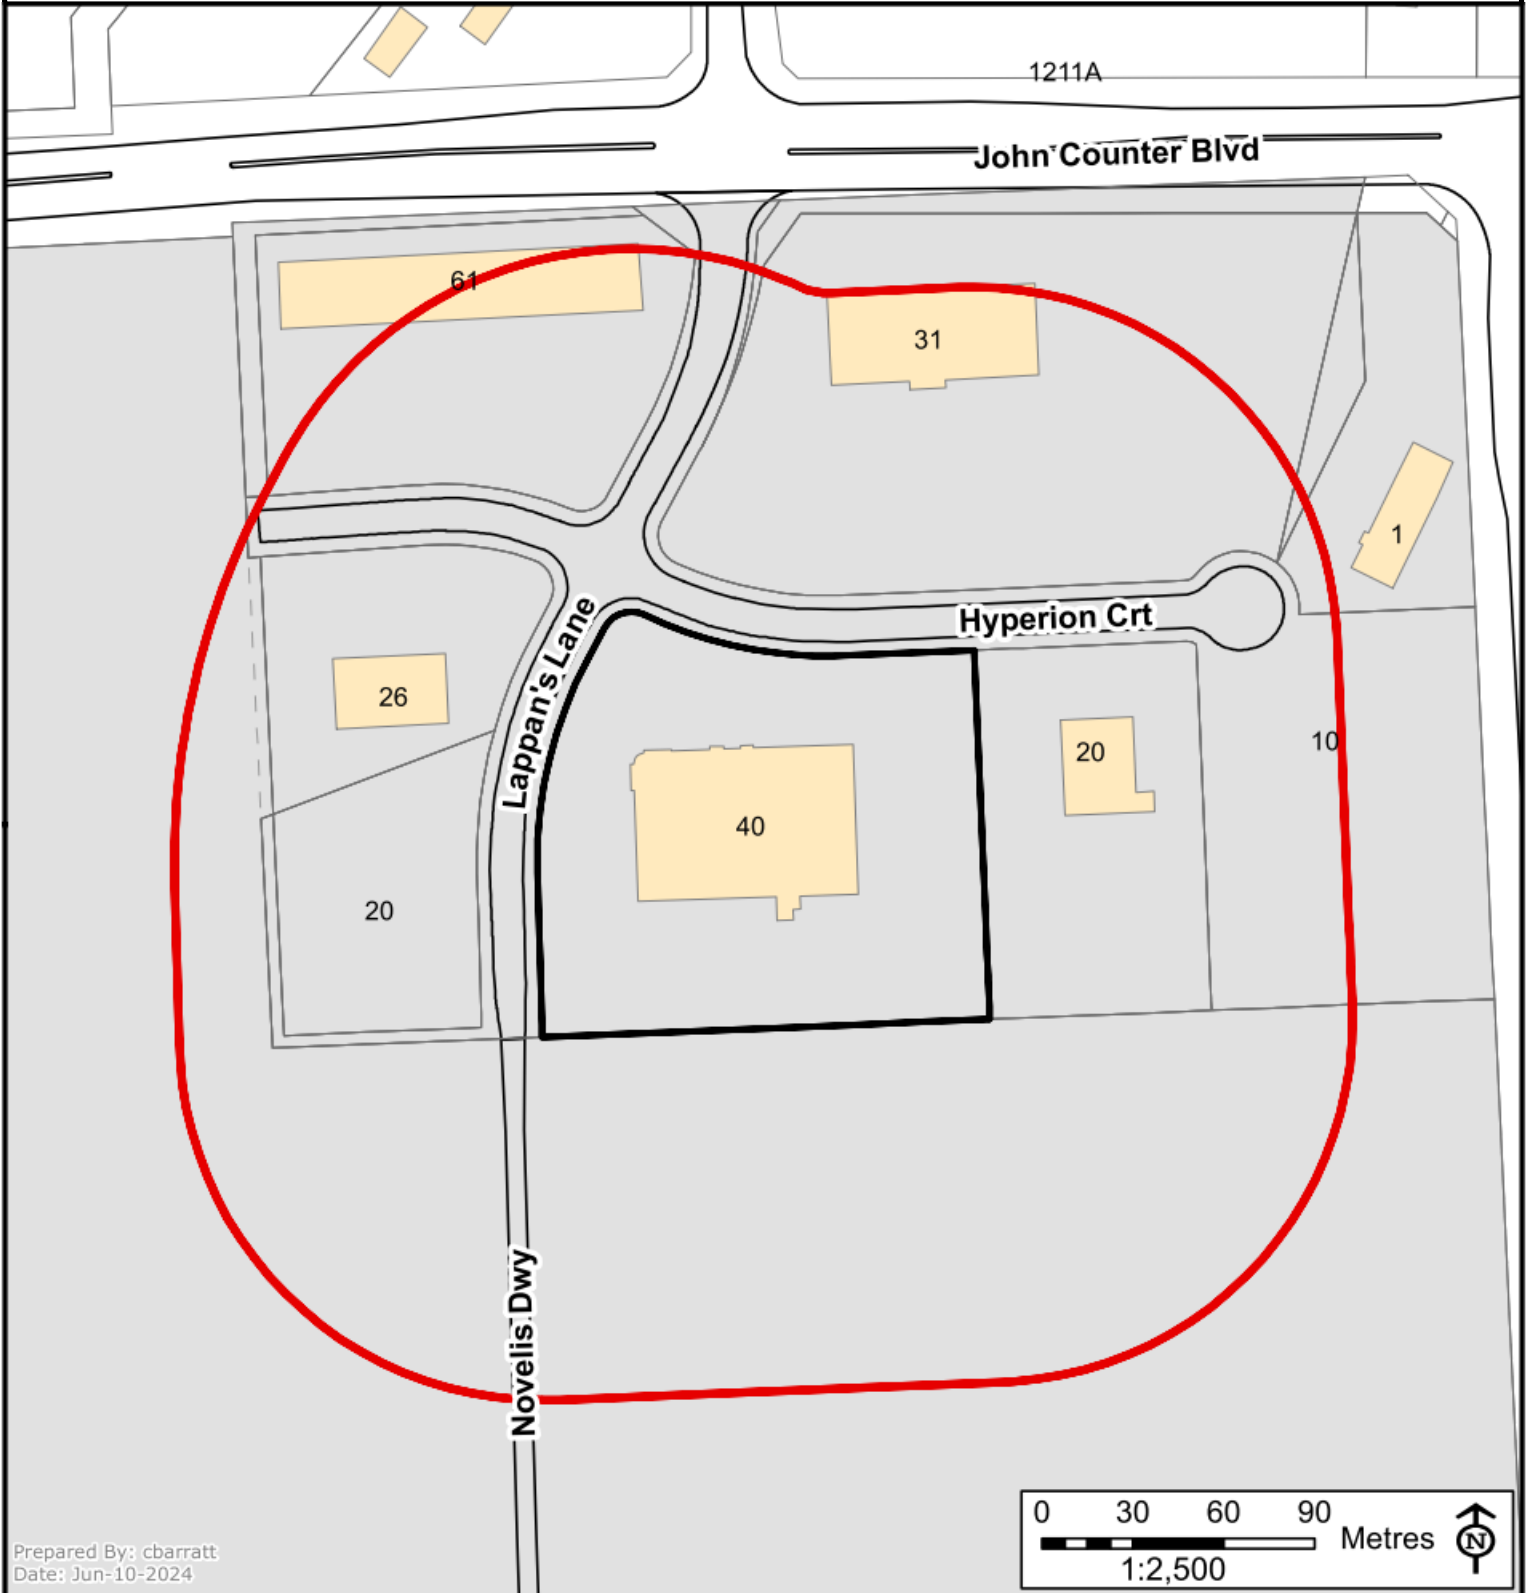 1211A
John Counter Blvd
61
31
1
Hyperion Crt
Lappan's Lane
26
20
10
40
20
Novelis Dwy
0 30 60 90
Metres
1:2,500
N
Prepared By: cbarratt
Date: Jun-10-2024